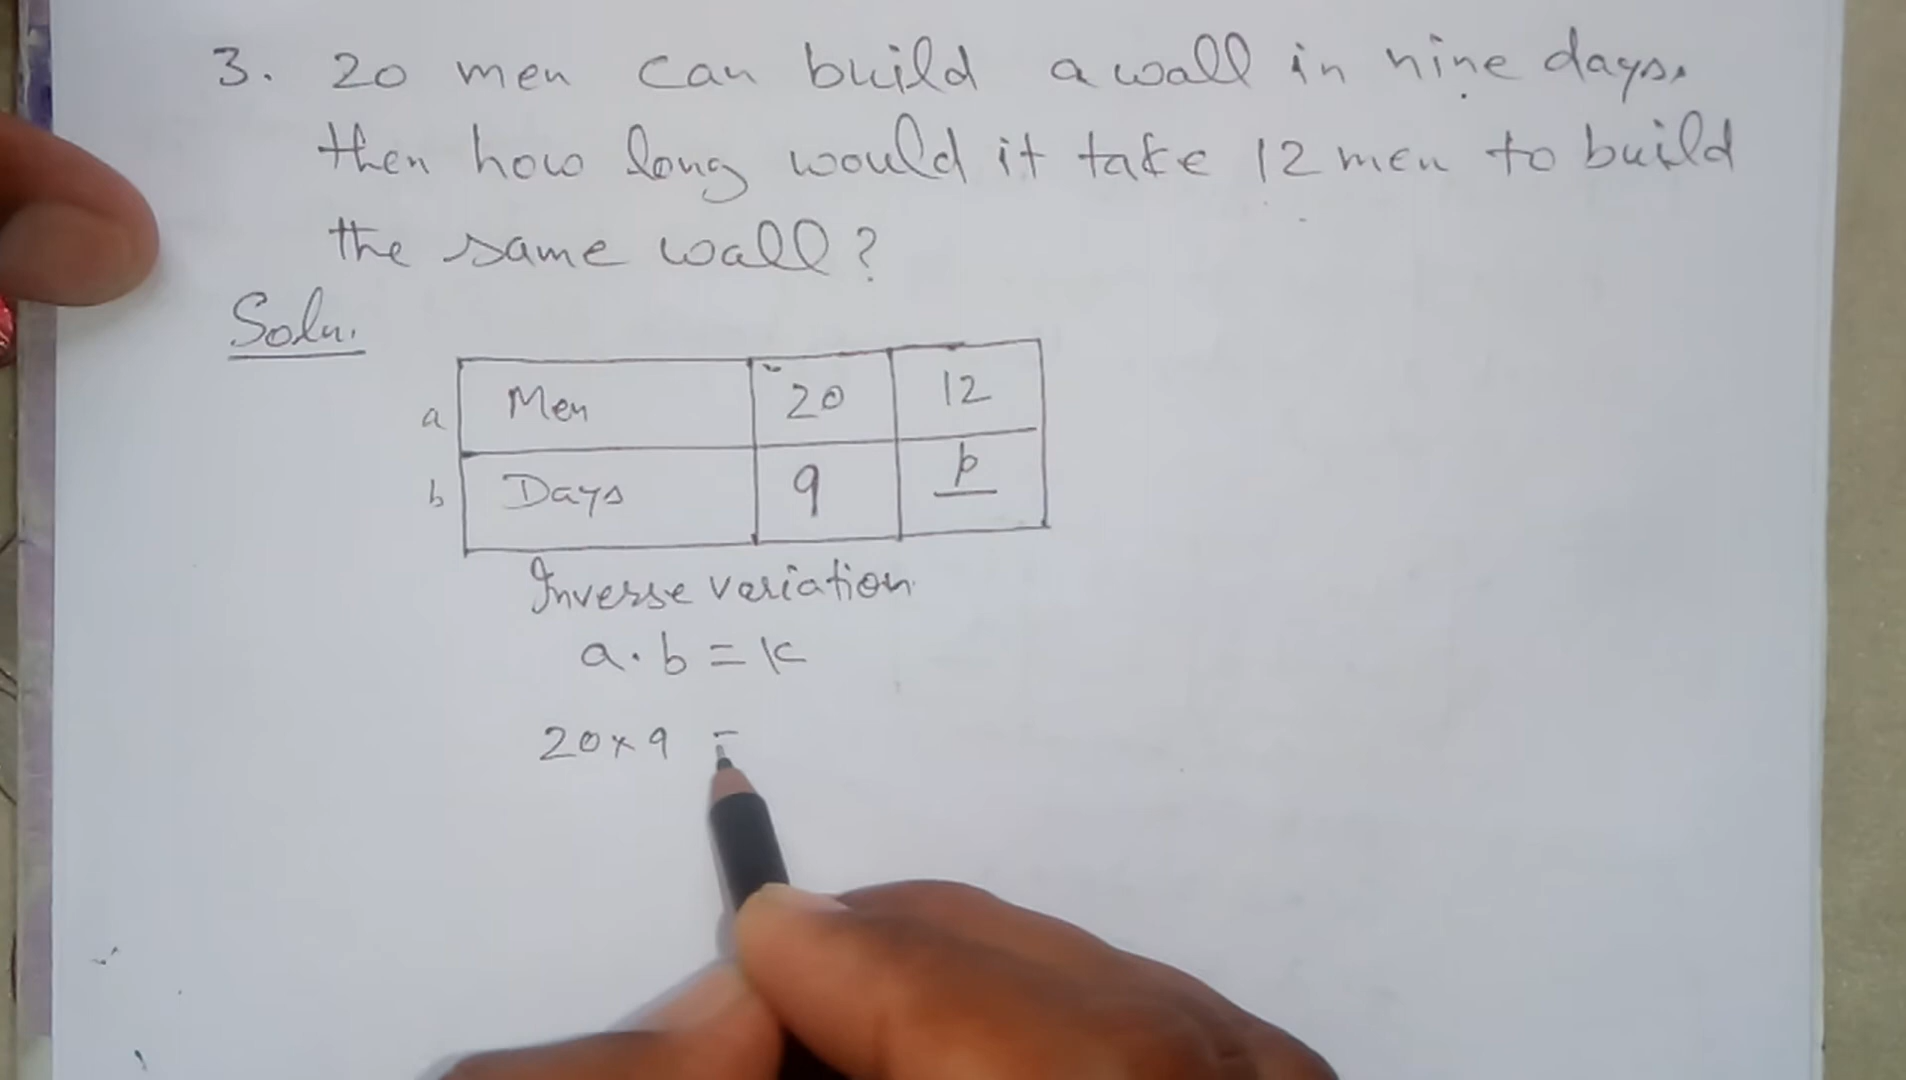 3. 20 men can build a wall in nine days.
then how long would it take 12 men to build
the same wall?
Soln.
a Men 20 12
b Days 9 p
Inverse variation
a . b = k
20 × 9 =